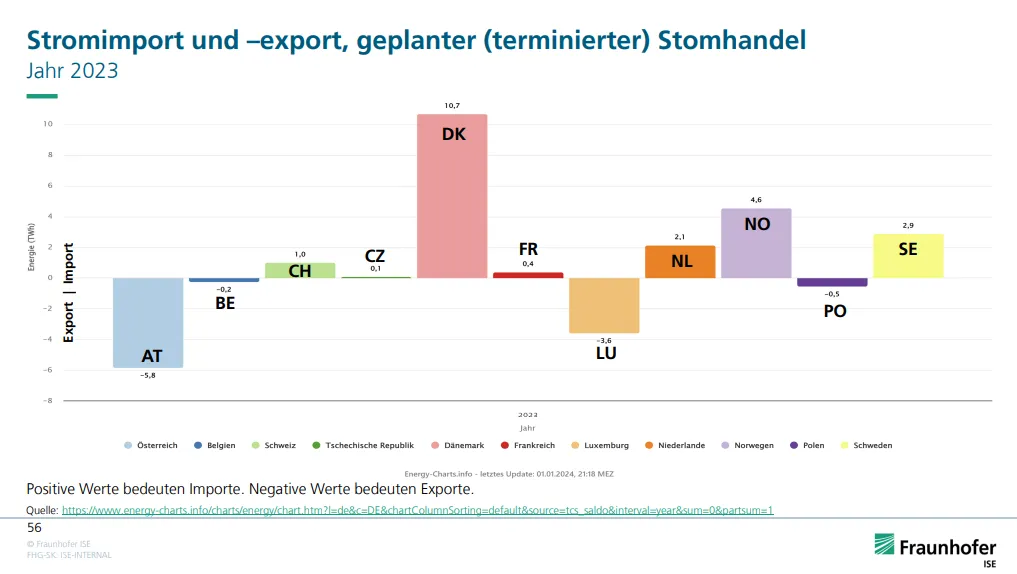 Stromimport und –export, geplanter (terminierter) Stomhandel
Jahr 2023
10,7
10
8
6
4
2
0
−2
−4
−6
−8
Energie (TWh)
Export | Import
AT
−5,8
−0,2
BE
1,0
CH
CZ
0,1
DK
FR
0,4
−3,6
LU
2,1
NL
4,6
NO
−0,5
PO
2,9
SE
2023
Jahr
Österreich Belgien Schweiz Tschechische Republik Dänemark Frankreich Luxemburg Niederlande Norwegen Polen Schweden
Energy-Charts.info - letztes Update: 01.01.2024, 21:18 MEZ
Positive Werte bedeuten Importe. Negative Werte bedeuten Exporte.
Quelle: https://www.energy-charts.info/charts/energy/chart.htm?l=de&c=DE&chartColumnSorting=default&source=tcs_saldo&interval=year&sum=0&partsum=1
56
© Fraunhofer ISE
FHG-SK: ISE-INTERNAL
Fraunhofer
ISE